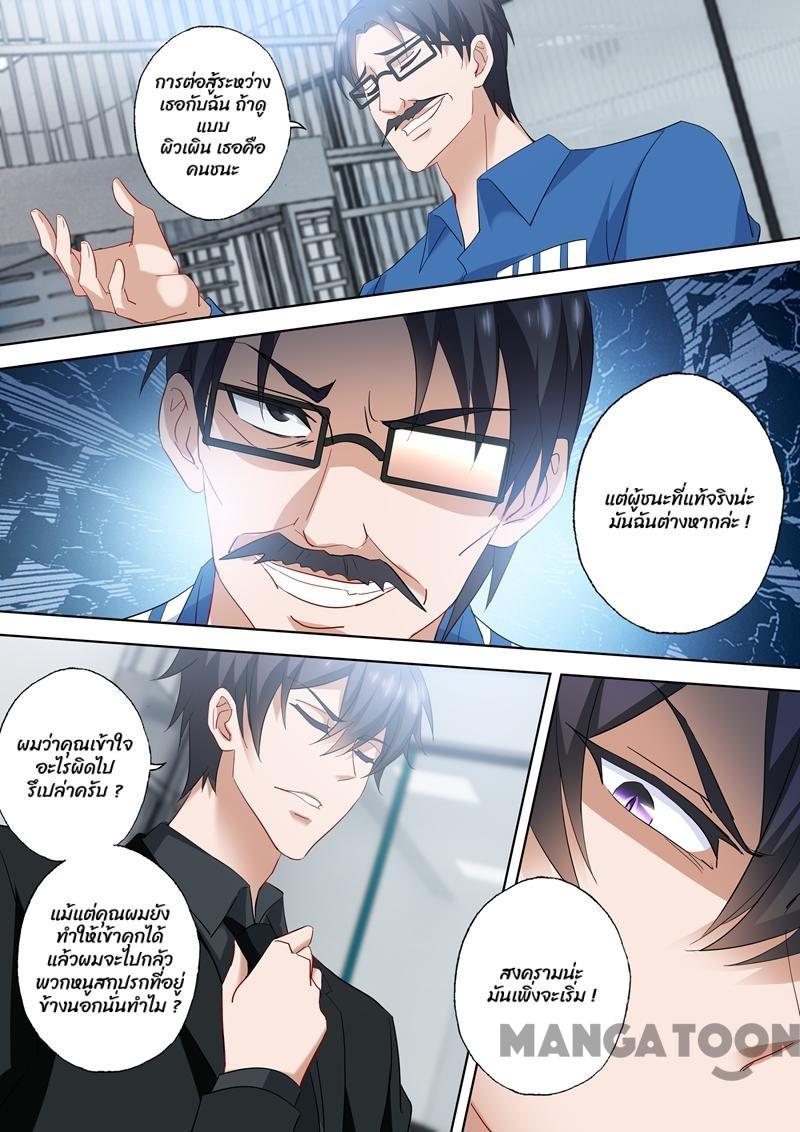 การต่อสู้ระหว่าง
เธอกับฉัน ถ้าดู
แบบ
ผิวเผิน เธอคือ
คนชนะ
แต่ผู้ชนะที่แท้จริงน่ะ
มันฉันต่างหากล่ะ !
ผมว่าคุณเข้าใจ
อะไรผิดไป
รึเปล่าครับ ?
แม้แต่คุณผมยัง
ทำให้เข้าคุกได้
แล้วผมจะไปกลัว
พวกหนูสกปรกที่อยู่
ข้างนอกนั่นทำไม ?
สงครามน่ะ
มันเพิ่งจะเริ่ม !
MANGATOON